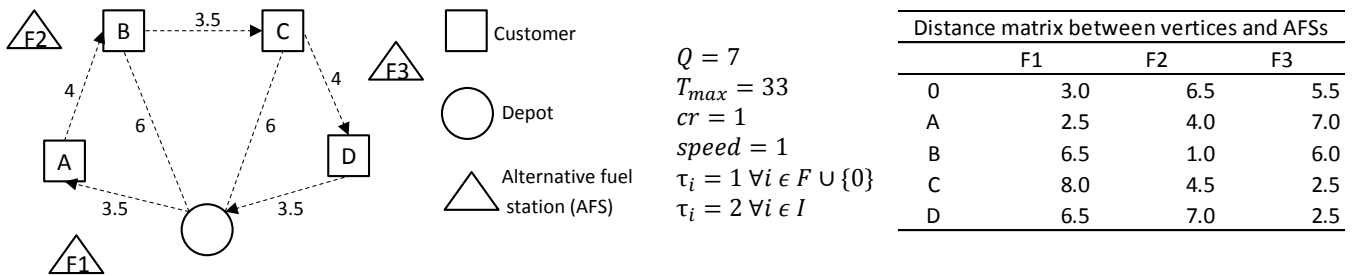 F2
B
3.5
C
Customer
F3
4
4
6
6
Depot
A
D
3.5
3.5
Alternative fuel
station (AFS)
F1
Q = 7
T_{max} = 33
cr = 1
speed = 1
τ_i = 1 ∀i ϵ F ∪ {0}
τ_i = 2 ∀i ϵ I
Distance matrix between vertices and AFSs
F1 F2 F3
0 3.0 6.5 5.5
A 2.5 4.0 7.0
B 6.5 1.0 6.0
C 8.0 4.5 2.5
D 6.5 7.0 2.5